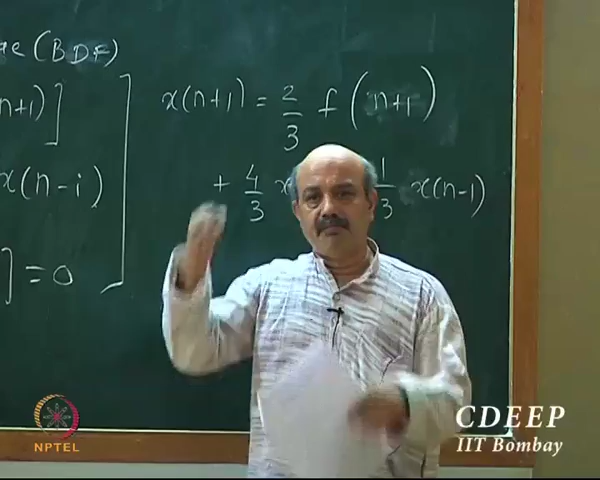 (BDF)
n+1)]
x(n+1) = 2/3 f(n+1)
x(n-i)
+ 4/3 x 1/3 x(n-1)
] = 0
NPTEL
CDEEP
IIT Bombay